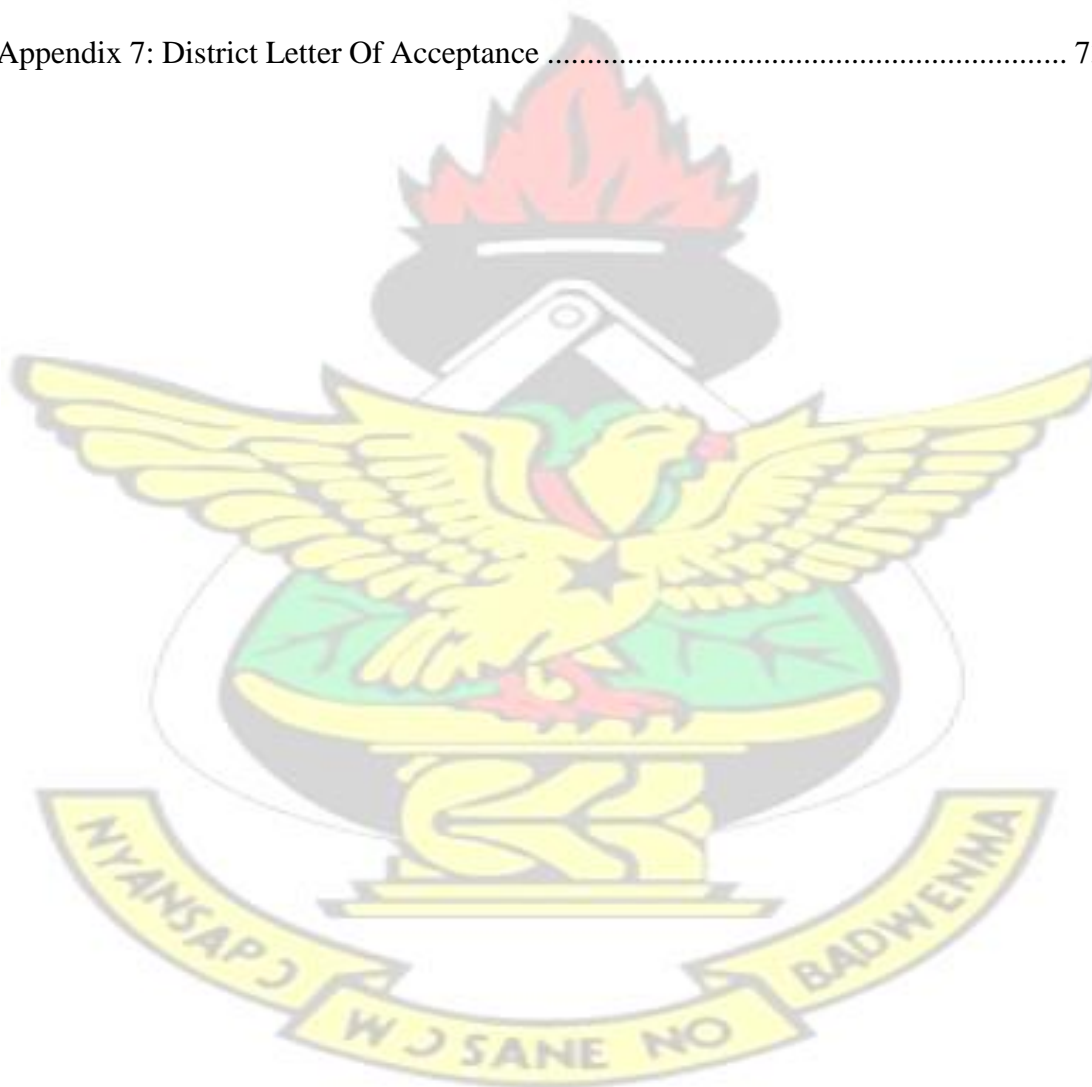 Appendix 7: District Letter Of Acceptance ................................................................. 7
NYANSAPƆ
WƆSANE NO
BADWENMA